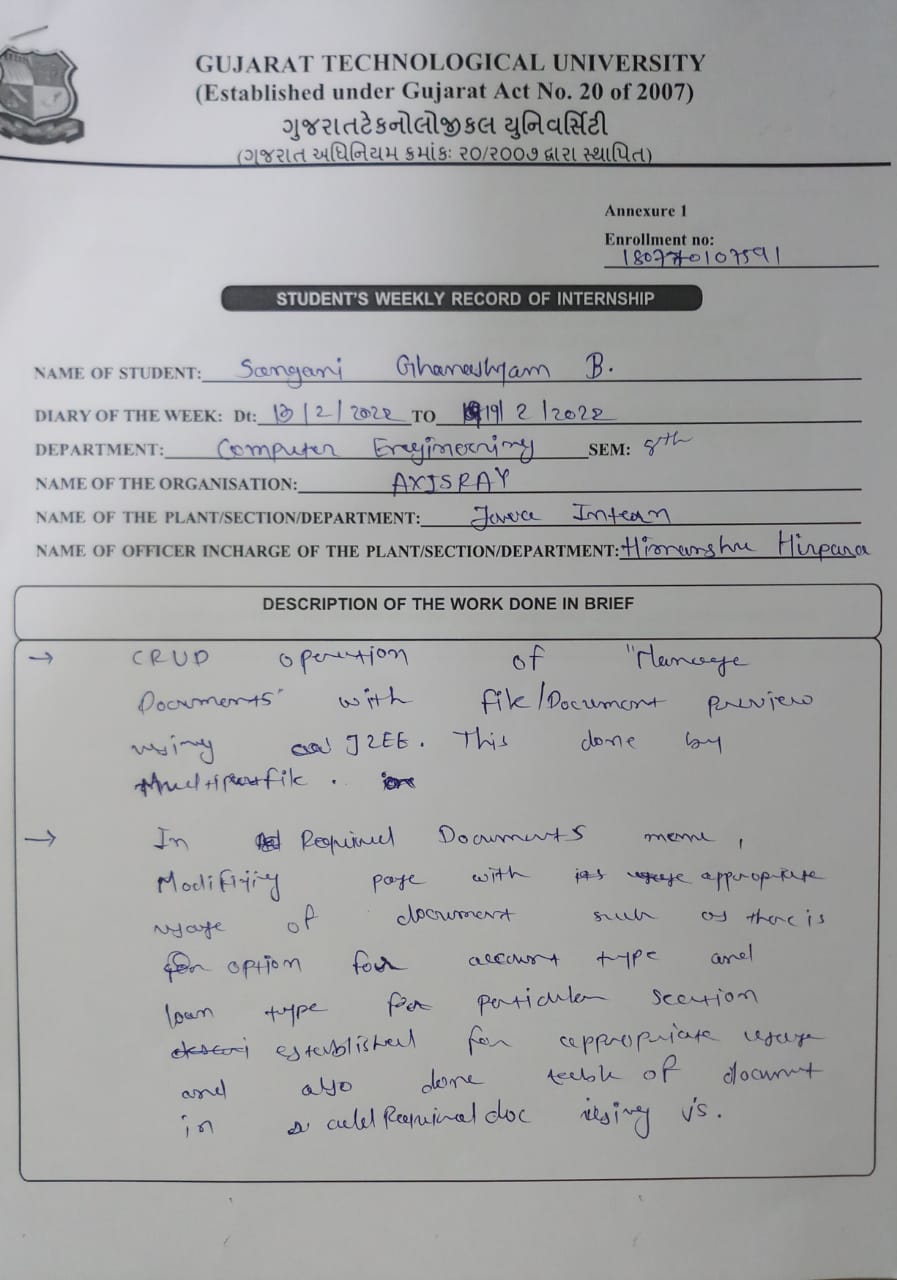 GUJARAT TECHNOLOGICAL UNIVERSITY
(Established under Gujarat Act No. 20 of 2007)
ગુજરાતટેકનોલોજીકલ યુનિવર્સિટી
(ગુજરાત અધિનિયમ ક્રમાંકઃ ૨૦/૨૦૦૭ દ્વારા સ્થાપિત)
Annexure 1
Enrollment no:
180770107591
STUDENT'S WEEKLY RECORD OF INTERNSHIP
NAME OF STUDENT: Sangani Ghanashyam B.
DIARY OF THE WEEK: Dt: 13/2/2022 TO 19/2/2022
DEPARTMENT: Computer Engineering SEM: 8th
NAME OF THE ORGANISATION: AXISRAY
NAME OF THE PLANT/SECTION/DEPARTMENT: Java Intern
NAME OF OFFICER INCHARGE OF THE PLANT/SECTION/DEPARTMENT: Himanshu Hirpara
DESCRIPTION OF THE WORK DONE IN BRIEF
→ CRUD operation of "Manage
Documents" with file/Document preview
using J2EE. This done by
Multipartfile.
→ In Required Documents menu,
Modifiying page with appropriate
usage of document such as there is
option for account type and
loan type for particular section
established for appropriate usage
and also done table of document
in addRequired doc using